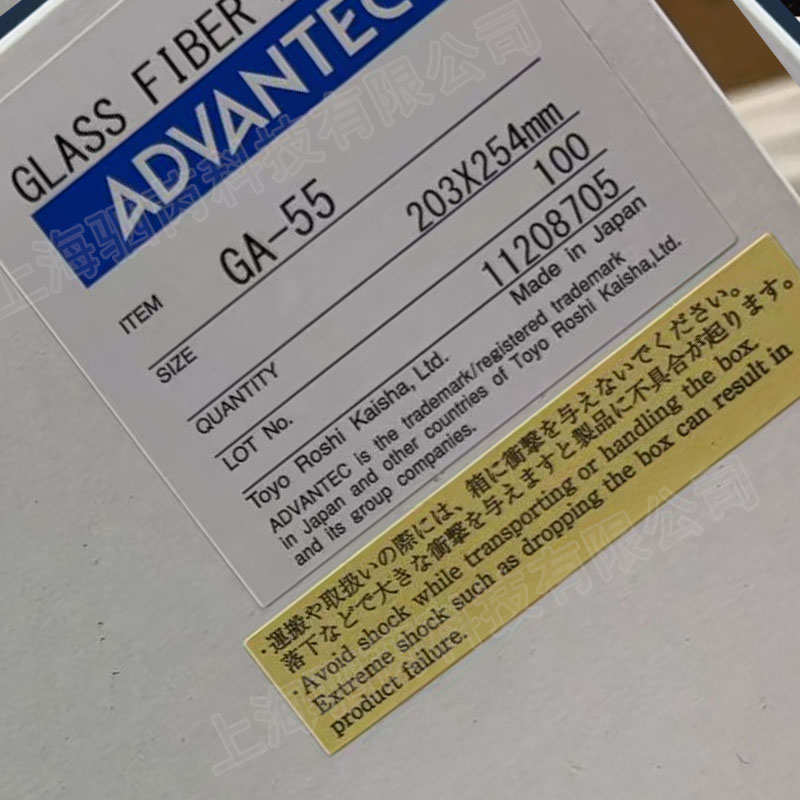 GLASS FIBER
ADVANTEC
ITEM GA-55
SIZE 203X254mm
QUANTITY 100
LOT No. 11208705
Made in Japan
Toyo Roshi Kaisha, Ltd.
ADVANTEC is the trademark/registered trademark
in Japan and other countries of Toyo Roshi Kaisha,Ltd.
and its group companies.
・運搬や取扱いの際には、箱に衝撃を与えないでください。
落下などで大きな衝撃を与えますと製品に不具合が起ります。
・Avoid shock while transporting or handling the box.
Extreme shock such as dropping the box can result in
product failure.